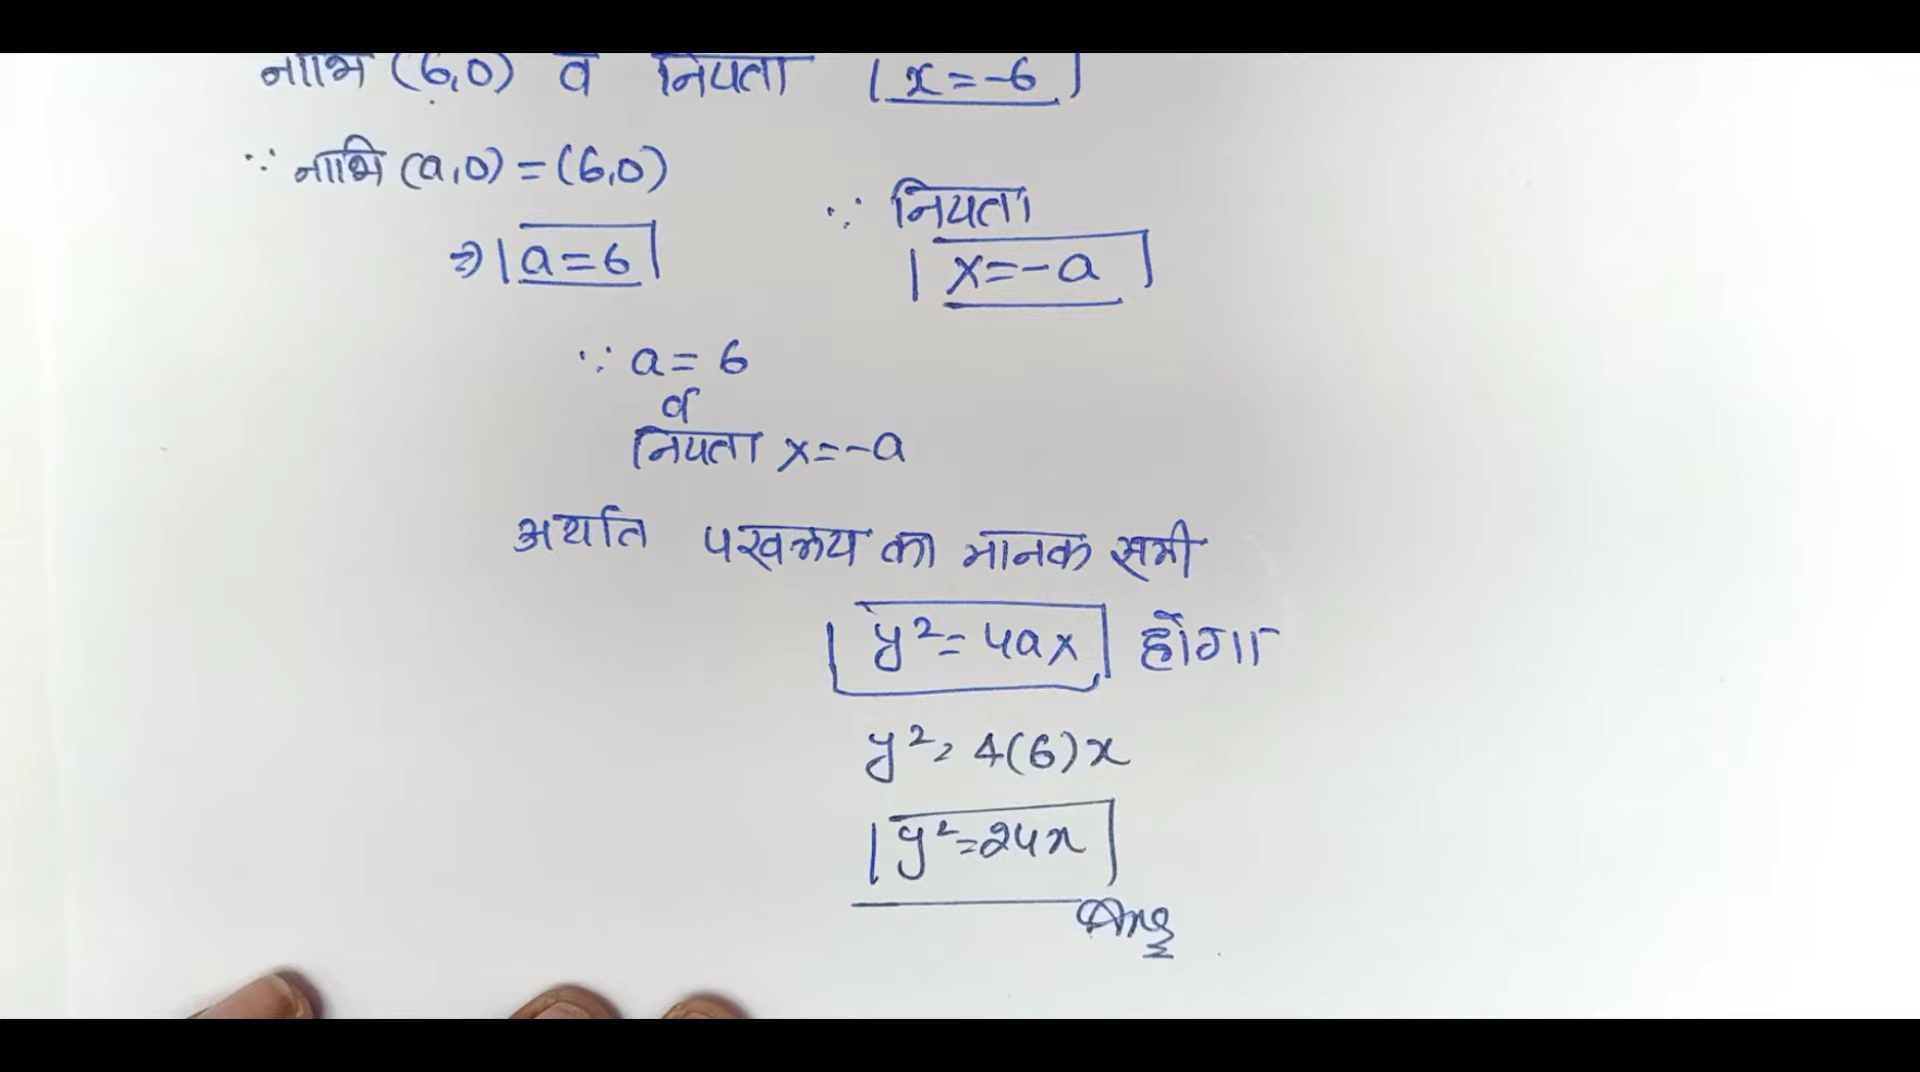 नाभि (6,0) व नियता x=-6
∵ नाभि (a,0)=(6,0)
⇒ a=6
∵ नियता
x=-a
∵ a=6
व
नियता x=-a
अर्थात परवलय का मानक समी
y²=4ax होगा
y²=4(6)x
y²=24x
Ans